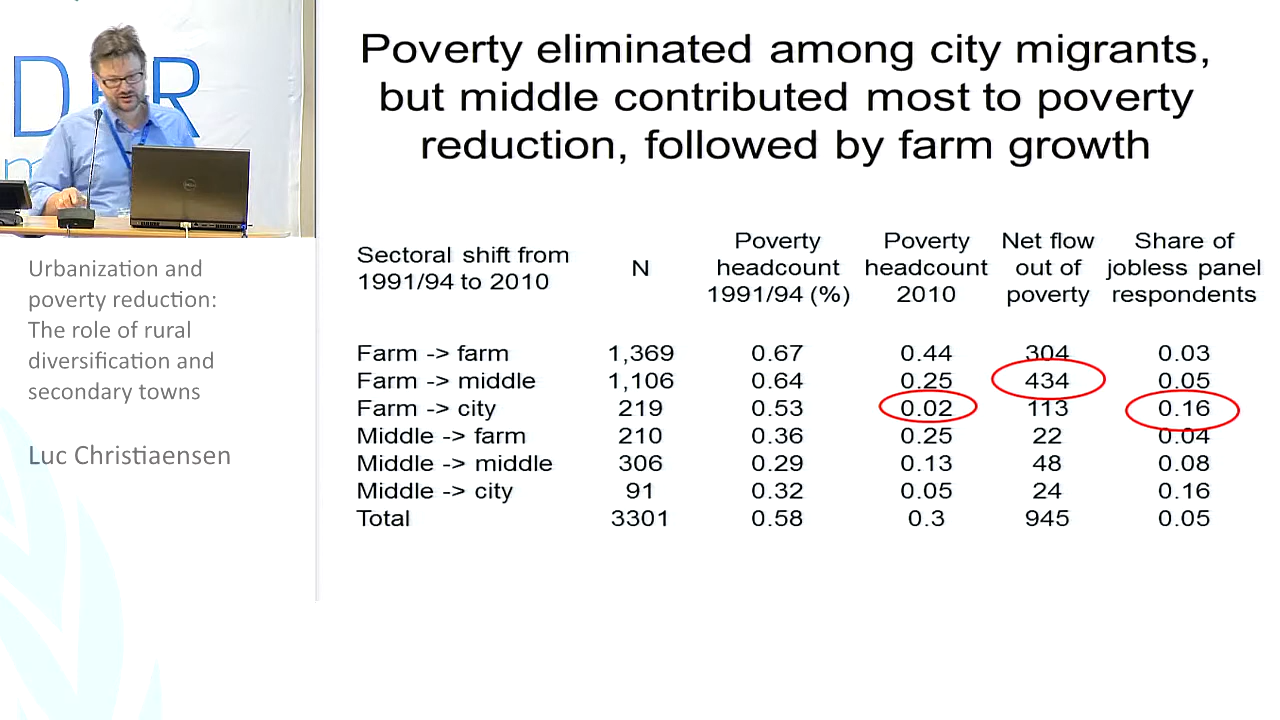 Poverty eliminated among city migrants,
but middle contributed most to poverty
reduction, followed by farm growth
Urbanization and
poverty reduction:
The role of rural
diversification and
secondary towns
Luc Christiaensen
Sectoral shift from 1991/94 to 2010 N Poverty headcount 1991/94 (%) Poverty headcount 2010 Net flow out of poverty Share of jobless panel respondents
Farm -> farm 1,369 0.67 0.44 304 0.03
Farm -> middle 1,106 0.64 0.25 434 0.05
Farm -> city 219 0.53 0.02 113 0.16
Middle -> farm 210 0.36 0.25 22 0.04
Middle -> middle 306 0.29 0.13 48 0.08
Middle -> city 91 0.32 0.05 24 0.16
Total 3301 0.58 0.3 945 0.05